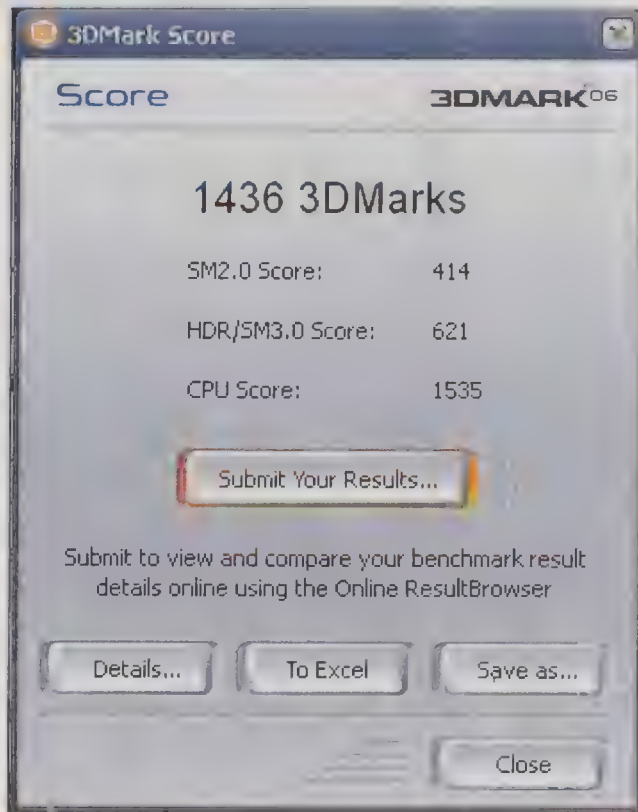 3DMark Score
Score
3DMARK®06
1436 3DMarks
SM2.0 Score: 414
HDR/SM3.0 Score: 621
CPU Score: 1535
Submit Your Results...
Submit to view and compare your benchmark result
details online using the Online ResultBrowser
Details... To Excel Save as...
Close